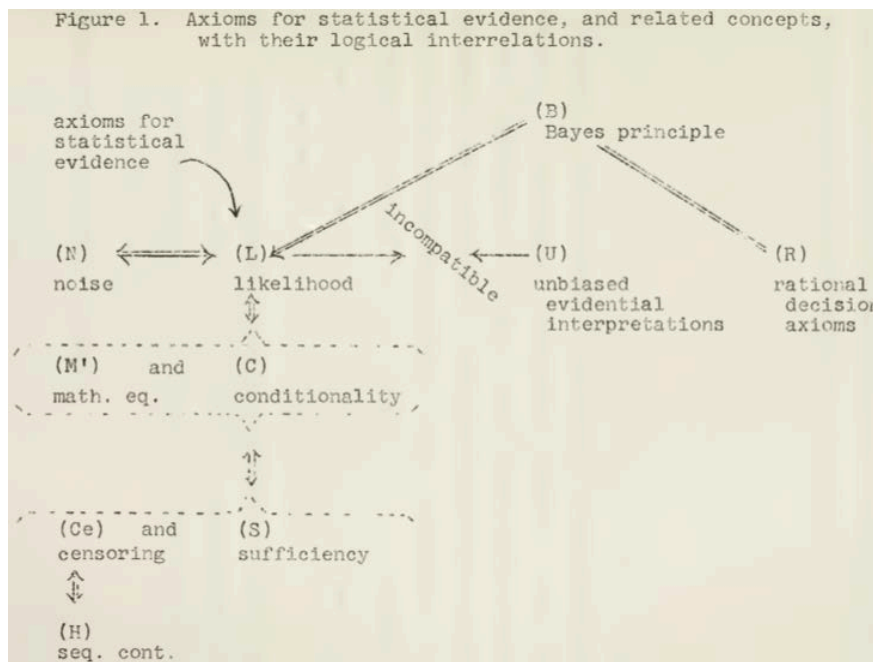 Figure 1. Axioms for statistical evidence, and related concepts,
with their logical interrelations.
(B)
Bayes principle
axioms for
statistical
evidence
incompatible
(N) (L) (U) (R)
noise likelihood unbiased rational
evidential decision
interpretations axioms
(M') and (C)
math. eq. conditionality
(Ce) and (S)
censoring sufficiency
(H)
seq. cont.